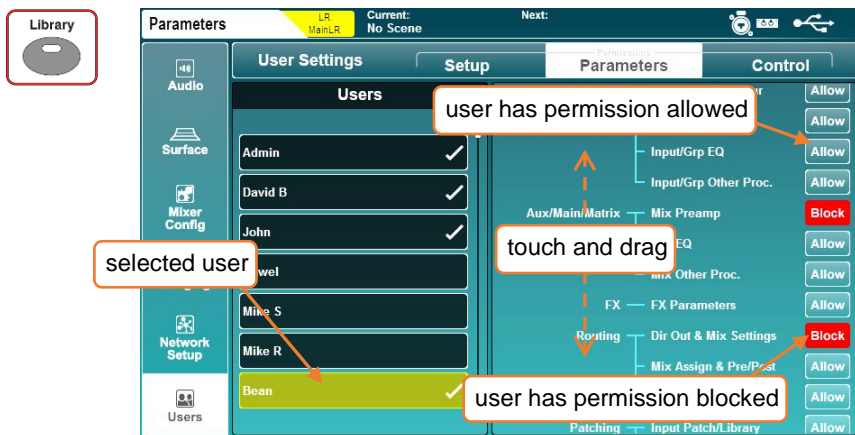 Library
Parameters
LR
MainLR
Current:
No Scene
Next:
Audio
Surface
Mixer
Config
Network
Setup
Users
User Settings
Setup
Permissions
Parameters
Control
Users
Admin
David B
John
wel
Mike S
Mike R
Bean
Allow
Allow
Input/Grp EQ Allow
Input/Grp Other Proc. Allow
Aux/Main/Matrix Mix Preamp Block
EQ Allow
Mix Other Proc. Allow
FX FX Parameters Allow
Routing Dir Out & Mix Settings Block
Mix Assign & Pre/Post Allow
Allow
Patching Input Patch/Library Allow
user has permission allowed
touch and drag
selected user
user has permission blocked